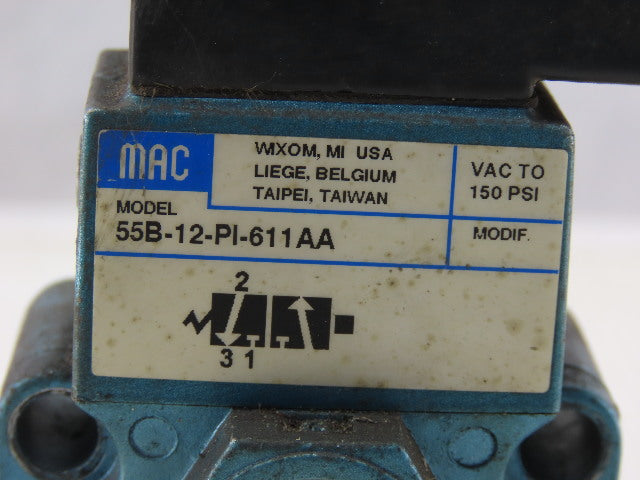 MAC
WIXOM, MI USA
LIEGE, BELGIUM
TAIPEI, TAIWAN
VAC TO
150 PSI
MODEL
55B-12-PI-611AA
MODIF.
2
3 1